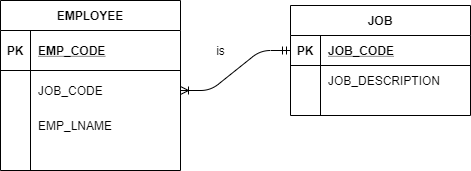 EMPLOYEE
PK EMP_CODE
JOB_CODE
EMP_LNAME
is
JOB
PK JOB_CODE
JOB_DESCRIPTION